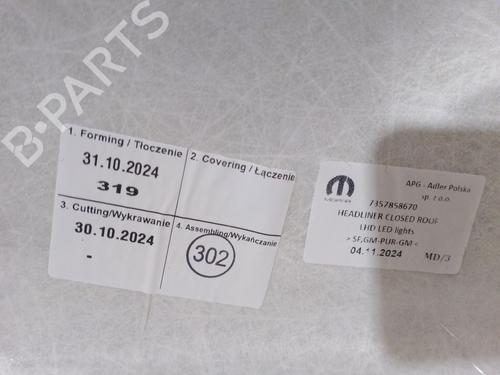 B-PARTS
1. Forming / Tłoczenie
31.10.2024
319
2. Covering / Łączenie
3. Cutting/Wykrawanie
30.10.2024
-
4. Assembling/Wykańczanie
302
APG - Adler Polska
sp. z o.o.
7357858670
HEADLINER CLOSED ROOF
LHD LED lights
> SF,GM-PUR-GM <
04.11.2024
MD/3